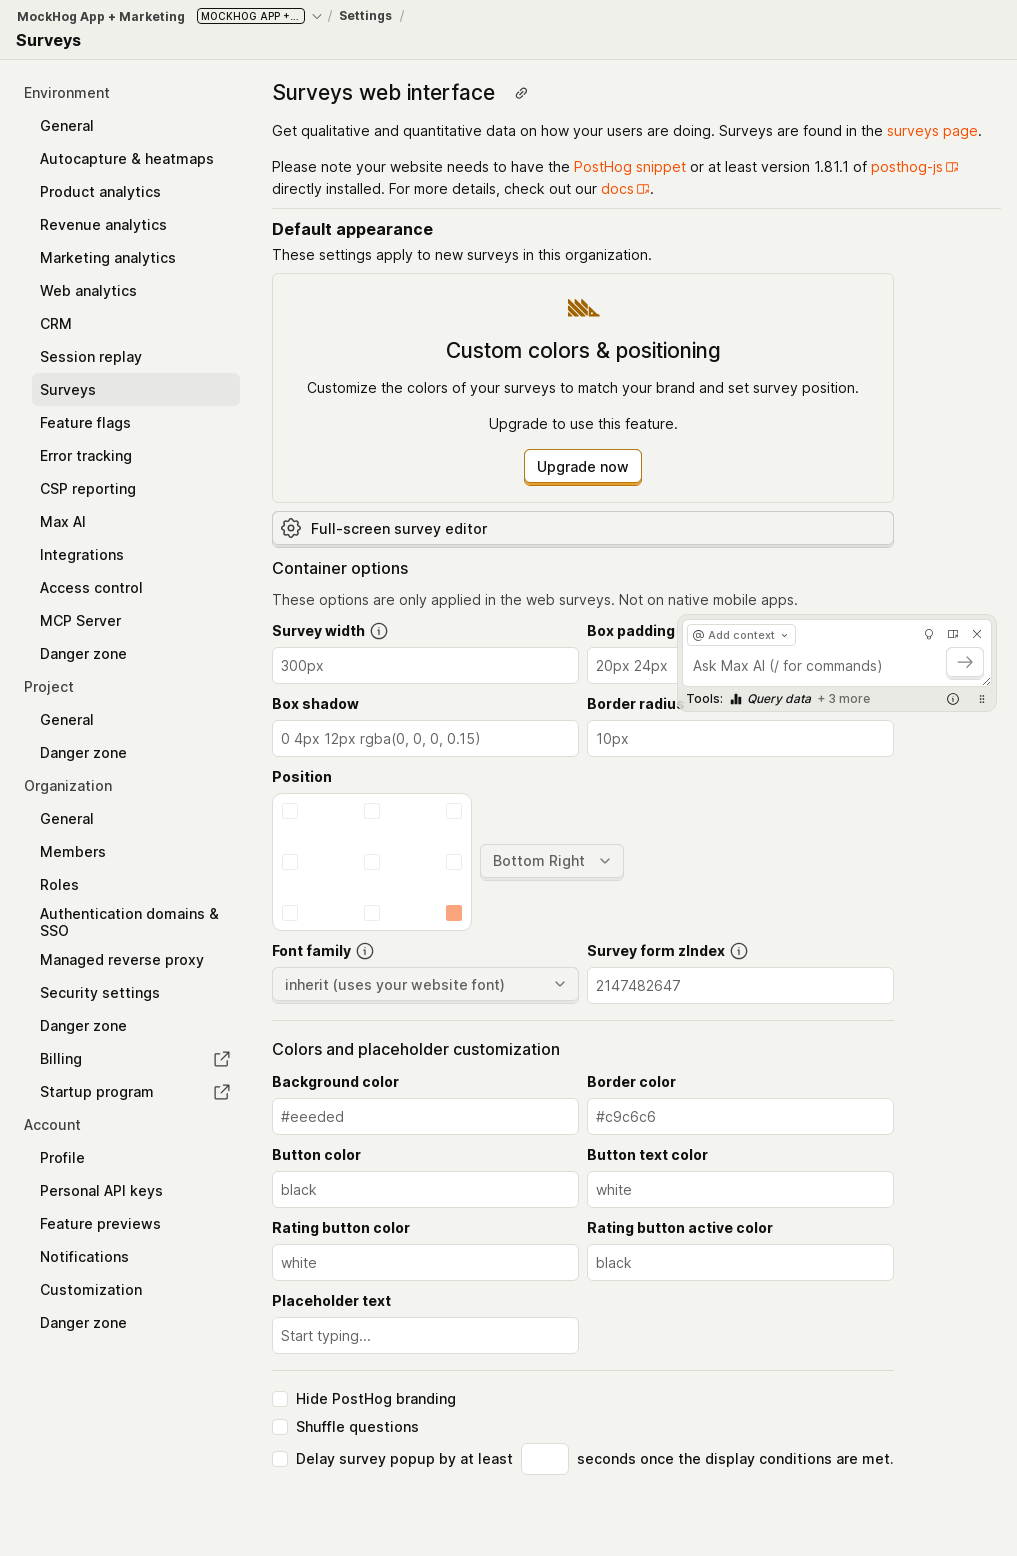 MockHog App + Marketing MOCKHOG APP +... / Settings /
Surveys
Environment
General
Autocapture & heatmaps
Product analytics
Revenue analytics
Marketing analytics
Web analytics
CRM
Session replay
Surveys
Feature flags
Error tracking
CSP reporting
Max AI
Integrations
Access control
MCP Server
Danger zone
Project
General
Danger zone
Organization
General
Members
Roles
Authentication domains &
SSO
Managed reverse proxy
Security settings
Danger zone
Billing
Startup program
Account
Profile
Personal API keys
Feature previews
Notifications
Customization
Danger zone
Surveys web interface
Get qualitative and quantitative data on how your users are doing. Surveys are found in the surveys page.
Please note your website needs to have the PostHog snippet or at least version 1.81.1 of posthog-js
directly installed. For more details, check out our docs.
Default appearance
These settings apply to new surveys in this organization.
Custom colors & positioning
Customize the colors of your surveys to match your brand and set survey position.
Upgrade to use this feature.
Upgrade now
Full-screen survey editor
Container options
These options are only applied in the web surveys. Not on native mobile apps.
Survey width Box padding
300px 20px 24px
Box shadow Border radius
0 4px 12px rgba(0, 0, 0, 0.15) 10px
@ Add context
Ask Max AI (/ for commands)
Tools: Query data + 3 more
Position
Bottom Right
Font family Survey form zIndex
inherit (uses your website font) 2147482647
Colors and placeholder customization
Background color Border color
#eeeded #c9c6c6
Button color Button text color
black white
Rating button color Rating button active color
white black
Placeholder text
Start typing...
Hide PostHog branding
Shuffle questions
Delay survey popup by at least seconds once the display conditions are met.